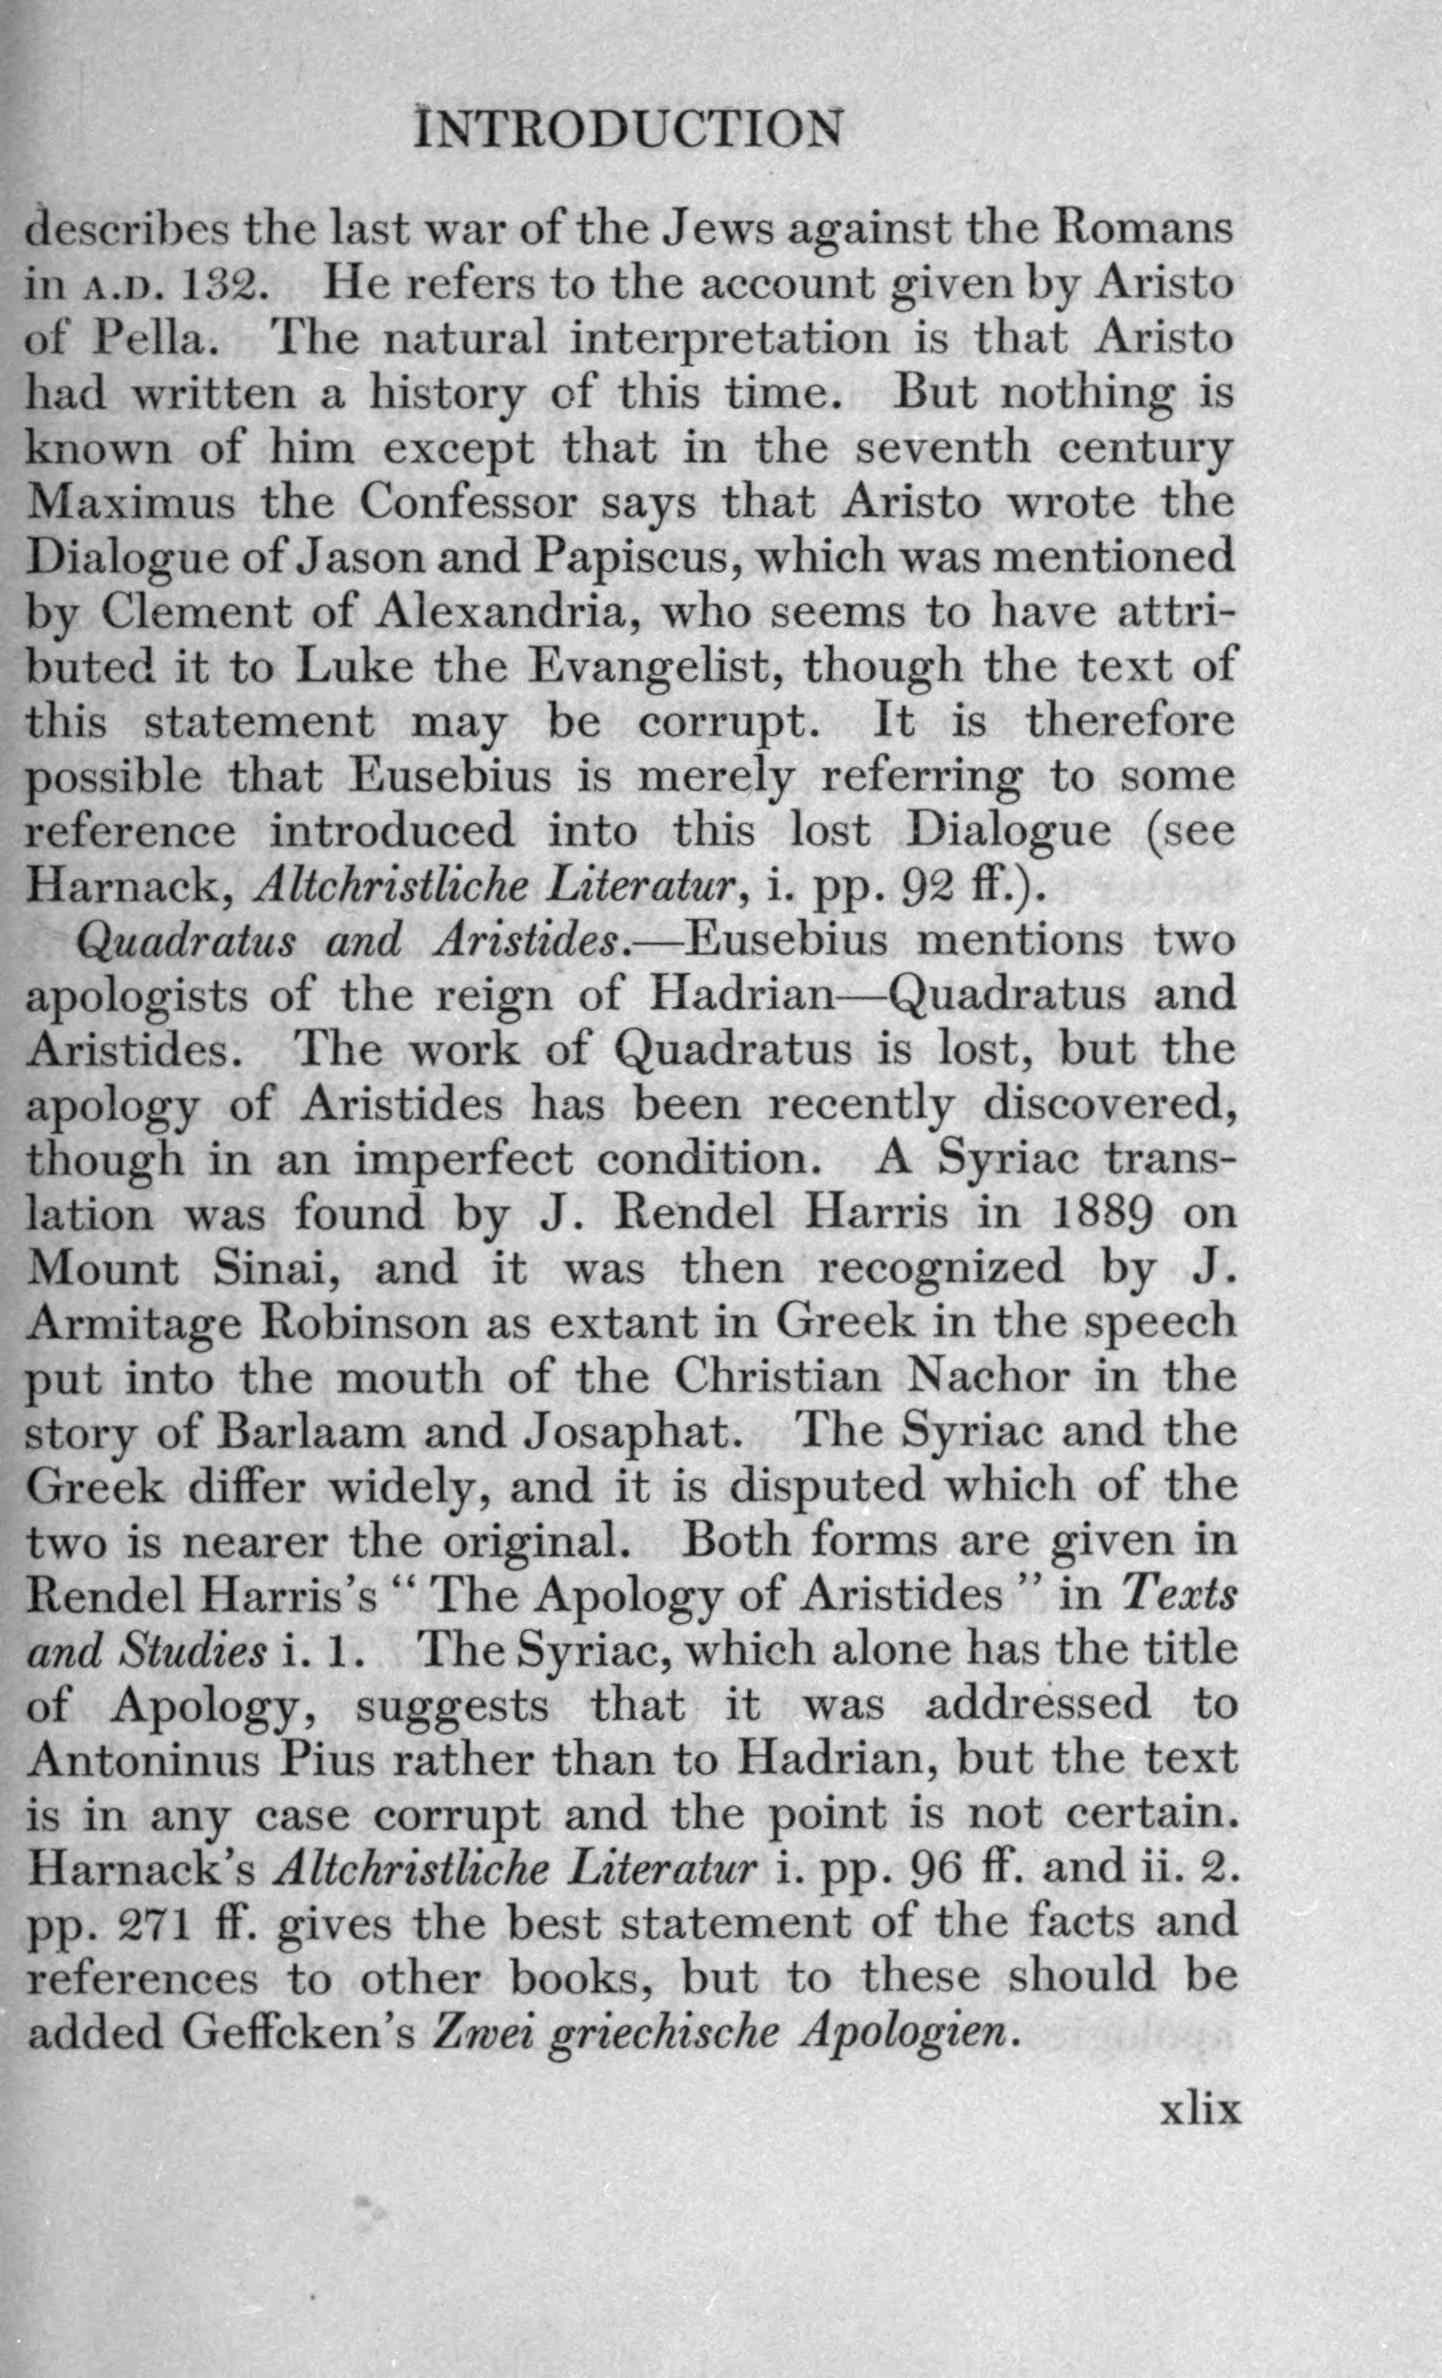 INTRODUCTION
describes the last war of the Jews against the Romans
in A.D. 132. He refers to the account given by Aristo
of Pella. The natural interpretation is that Aristo
had written a history of this time. But nothing is
known of him except that in the seventh century
Maximus the Confessor says that Aristo wrote the
Dialogue of Jason and Papiscus, which was mentioned
by Clement of Alexandria, who seems to have attri-
buted it to Luke the Evangelist, though the text of
this statement may be corrupt. It is therefore
possible that Eusebius is merely referring to some
reference introduced into this lost Dialogue (see
Harnack, Altchristliche Literatur, i. pp. 92 ff.).
Quadratus and Aristides.—Eusebius mentions two
apologists of the reign of Hadrian—Quadratus and
Aristides. The work of Quadratus is lost, but the
apology of Aristides has been recently discovered,
though in an imperfect condition. A Syriac trans-
lation was found by J. Rendel Harris in 1889 on
Mount Sinai, and it was then recognized by J.
Armitage Robinson as extant in Greek in the speech
put into the mouth of the Christian Nachor in the
story of Barlaam and Josaphat. The Syriac and the
Greek differ widely, and it is disputed which of the
two is nearer the original. Both forms are given in
Rendel Harris's “ The Apology of Aristides ” in Texts
and Studies i. 1. The Syriac, which alone has the title
of Apology, suggests that it was addressed to
Antoninus Pius rather than to Hadrian, but the text
is in any case corrupt and the point is not certain.
Harnack's Altchristliche Literatur i. pp. 96 ff. and ii. 2.
pp. 271 ff. gives the best statement of the facts and
references to other books, but to these should be
added Geffcken's Zwei griechische Apologien.
xlix